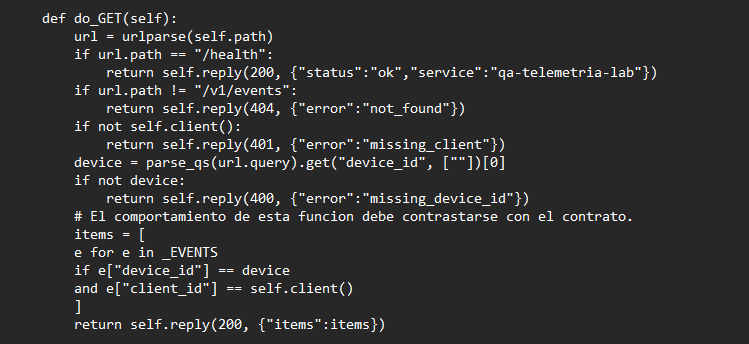 def do_GET(self):
    url = urlparse(self.path)
    if url.path == "/health":
        return self.reply(200, {"status":"ok","service":"qa-telemetria-lab"})
    if url.path != "/v1/events":
        return self.reply(404, {"error":"not_found"})
    if not self.client():
        return self.reply(401, {"error":"missing_client"})
    device = parse_qs(url.query).get("device_id", [""])[0]
    if not device:
        return self.reply(400, {"error":"missing_device_id"})
    # El comportamiento de esta funcion debe contrastarse con el contrato.
    items = [
    e for e in _EVENTS
    if e["device_id"] == device
    and e["client_id"] == self.client()
    ]
    return self.reply(200, {"items":items})